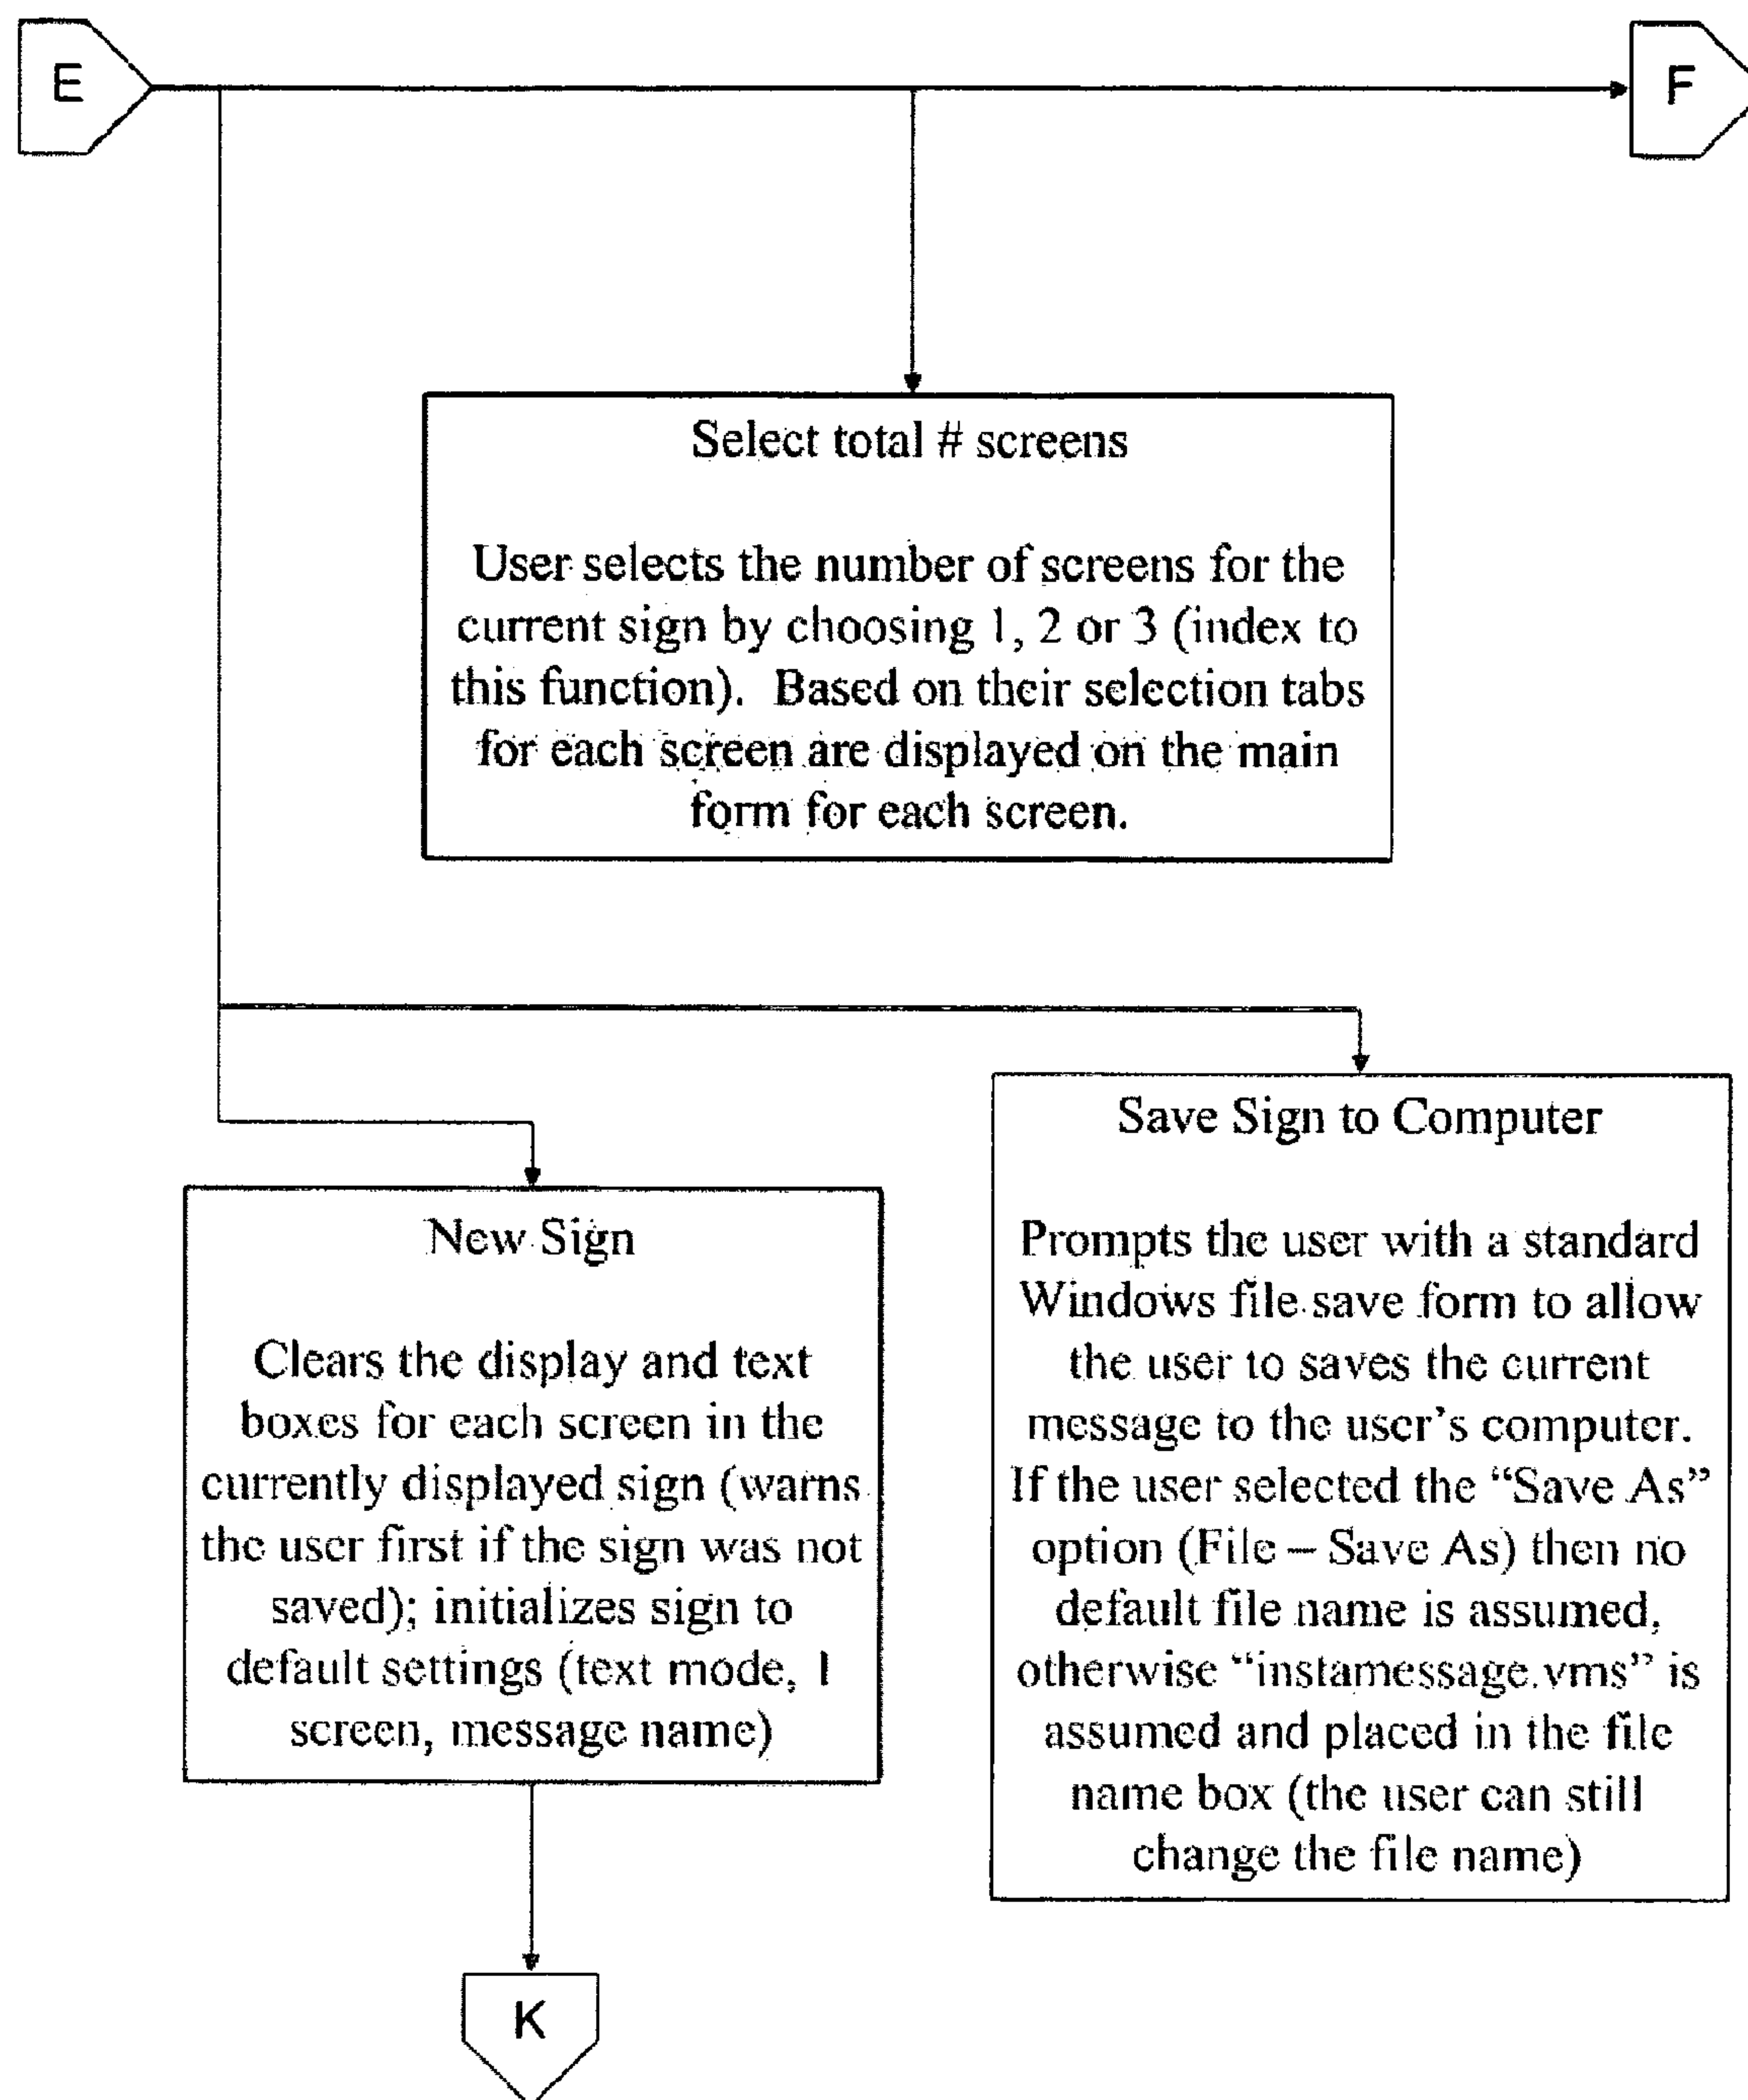 E
F
Select total # screens
User selects the number of screens for the
current sign by choosing 1, 2 or 3 (index to
this function).  Based on their selection tabs
for each screen are displayed on the main
form for each screen.
New Sign
Clears the display and text
boxes for each screen in the
currently displayed sign (warns
the user first if the sign was not
saved); initializes sign to
default settings (text mode, 1
screen, message name)
Save Sign to Computer
Prompts the user with a standard
Windows file save form to allow
the user to saves the current
message to the user’s computer.
If the user selected the “Save As”
option (File – Save As) then no
default file name is assumed,
otherwise “instamessage.vms” is
assumed and placed in the file
name box (the user can still
change the file name)
K